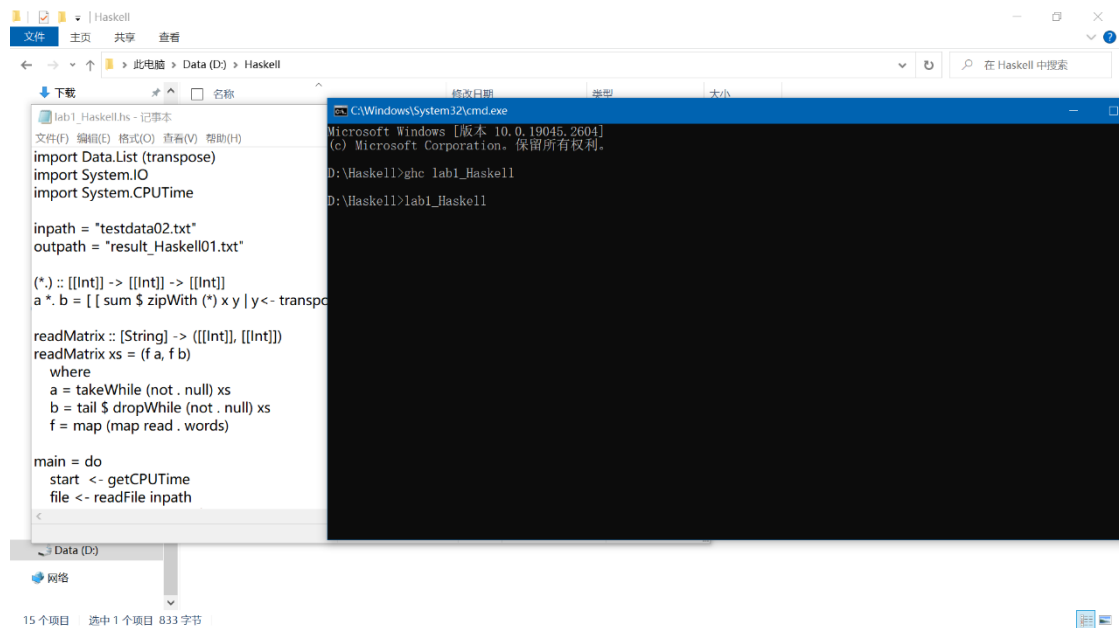 Haskell
文件 主页 共享 查看
此电脑 Data (D:) Haskell
在 Haskell 中搜索
下载
名称 修改日期 类型 大小
lab1_Haskell.hs - 记事本
文件(F) 编辑(E) 格式(O) 查看(V) 帮助(H)
import Data.List (transpose)
import System.IO
import System.CPUTime
inpath = "testdata02.txt"
outpath = "result_Haskell01.txt"
(*.) :: [[Int]] -> [[Int]] -> [[Int]]
a *. b = [ [ sum $ zipWith (*) x y | y<- transpo
readMatrix :: [String] -> ([[Int]], [[Int]])
readMatrix xs = (f a, f b)
where
a = takeWhile (not . null) xs
b = tail $ dropWhile (not . null) xs
f = map (map read . words)
main = do
start <- getCPUTime
file <- readFile inpath
C:\Windows\System32\cmd.exe
Microsoft Windows [版本 10.0.19045.2604]
(c) Microsoft Corporation。保留所有权利。
D:\Haskell>ghc lab1_Haskell
D:\Haskell>lab1_Haskell
Data (D:)
网络
15 个项目 选中 1 个项目 833 字节